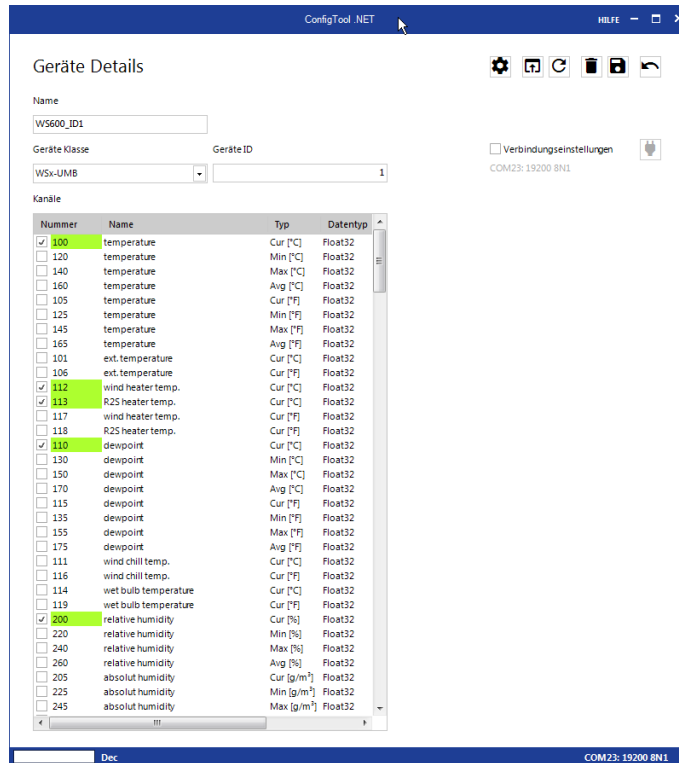 ConfigTool .NET
HILFE
Geräte Details
Name
WS600_ID1
Geräte Klasse Geräte ID
Verbindungseinstellungen
WSx-UMB 1
COM23: 19200 8N1
Kanäle
Nummer Name Typ Datentyp
100 temperature Cur [°C] Float32
120 temperature Min [°C] Float32
140 temperature Max [°C] Float32
160 temperature Avg [°C] Float32
105 temperature Cur [°F] Float32
125 temperature Min [°F] Float32
145 temperature Max [°F] Float32
165 temperature Avg [°F] Float32
101 ext. temperature Cur [°C] Float32
106 ext. temperature Cur [°F] Float32
112 wind heater temp. Cur [°C] Float32
113 R2S heater temp. Cur [°C] Float32
117 wind heater temp. Cur [°F] Float32
118 R2S heater temp. Cur [°F] Float32
110 dewpoint Cur [°C] Float32
130 dewpoint Min [°C] Float32
150 dewpoint Max [°C] Float32
170 dewpoint Avg [°C] Float32
115 dewpoint Cur [°F] Float32
135 dewpoint Min [°F] Float32
155 dewpoint Max [°F] Float32
175 dewpoint Avg [°F] Float32
111 wind chill temp. Cur [°C] Float32
116 wind chill temp. Cur [°F] Float32
114 wet bulb temperature Cur [°C] Float32
119 wet bulb temperature Cur [°F] Float32
200 relative humidity Cur [%] Float32
220 relative humidity Min [%] Float32
240 relative humidity Max [%] Float32
260 relative humidity Avg [%] Float32
205 absolut humidity Cur [g/m³] Float32
225 absolut humidity Min [g/m³] Float32
245 absolut humidity Max [g/m³] Float32
Dec COM23: 19200 8N1